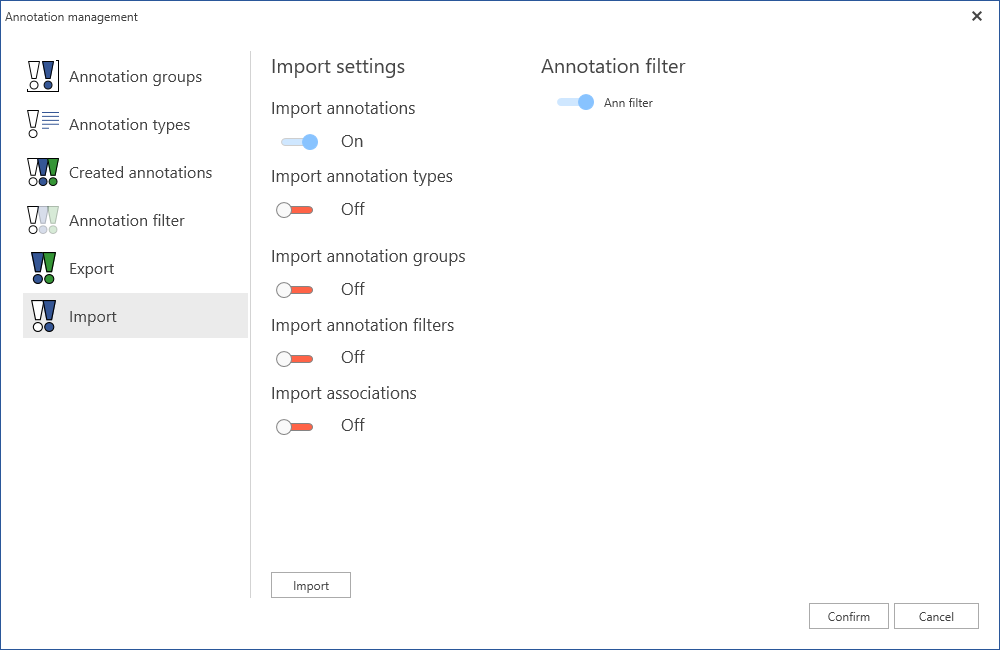 Annotation management
Annotation groups
Annotation types
Created annotations
Annotation filter
Export
Import
Import settings
Import annotations
On
Import annotation types
Off
Import annotation groups
Off
Import annotation filters
Off
Import associations
Off
Import
Annotation filter
Ann filter
Confirm
Cancel